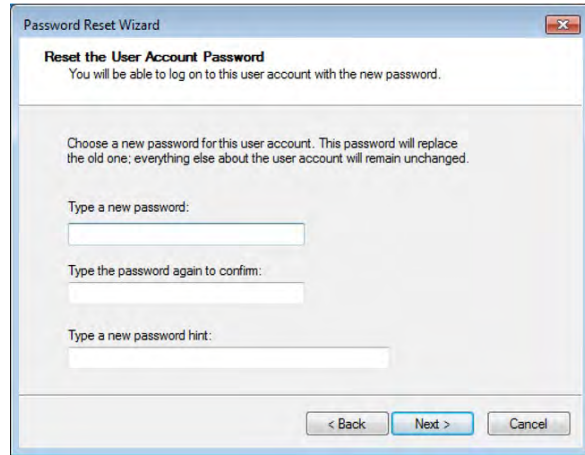 Password Reset Wizard
Reset the User Account Password
You will be able to log on to this user account with the new password.
Choose a new password for this user account. This password will replace
the old one; everything else about the user account will remain unchanged.
Type a new password:
Type the password again to confirm:
Type a new password hint:
< Back
Next >
Cancel